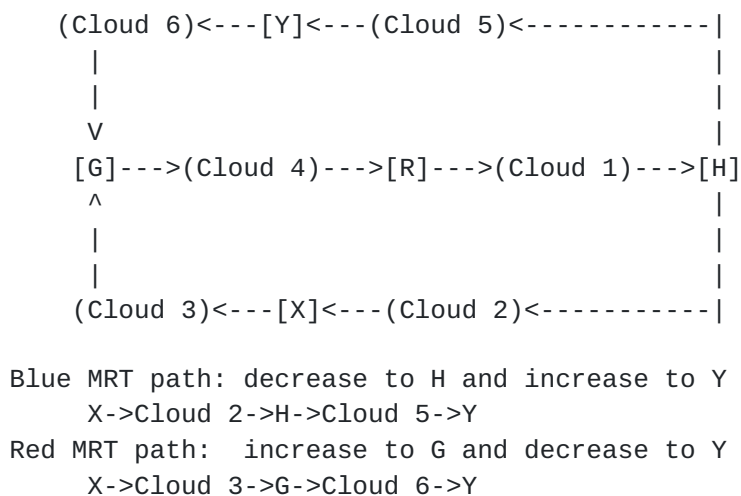 (Cloud 6)<---[Y]<---(Cloud 5)<------------|
|                                     |
|                                     |
V                                     |
[G]--->(Cloud 4)--->[R]--->(Cloud 1)--->[H]
^                                     |
|                                     |
|                                     |
(Cloud 3)<---[X]<---(Cloud 2)<-----------|
Blue MRT path: decrease to H and increase to Y
X->Cloud 2->H->Cloud 5->Y
Red MRT path:  increase to G and decrease to Y
X->Cloud 3->G->Cloud 6->Y